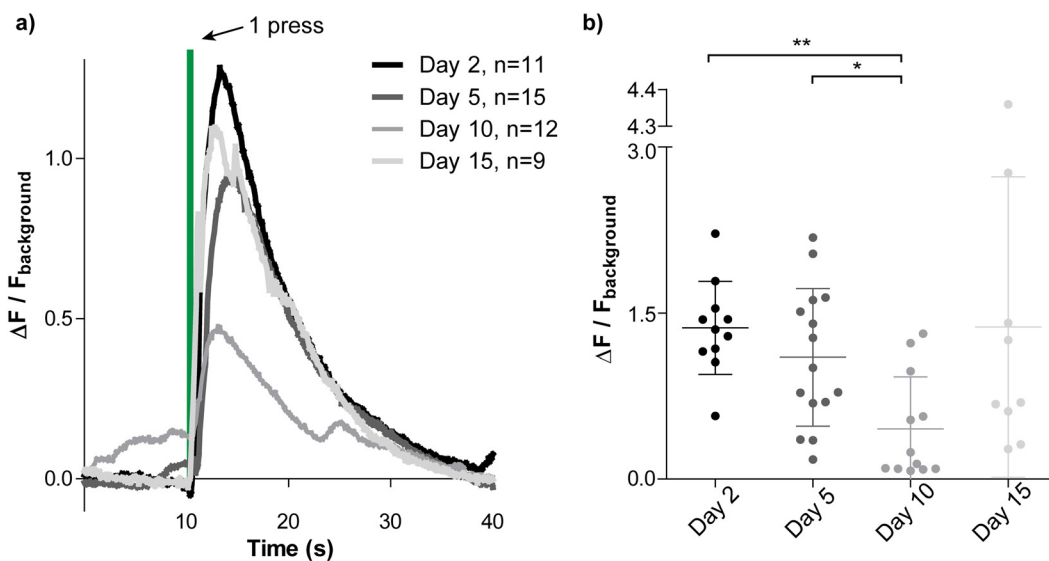 a)
1 press
Day 2, n=11
Day 5, n=15
Day 10, n=12
Day 15, n=9
ΔF / Fbackground
1.0
0.5
0.0
10
20
30
40
Time (s)
b)
**
*
ΔF / Fbackground
4.4
4.3
3.0
1.5
0.0
Day 2
Day 5
Day 10
Day 15